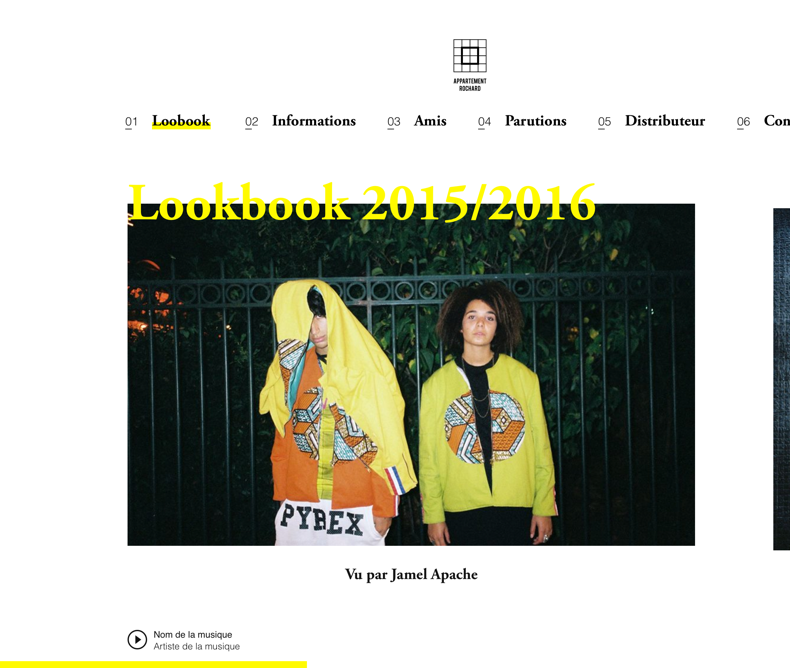 APPARTEMENT
ROCHARD
01 Loobook 02 Informations 03 Amis 04 Parutions 05 Distributeur 06 Con
Lookbook 2015/2016
PYREX
Vu par Jamel Apache
Nom de la musique
Artiste de la musique